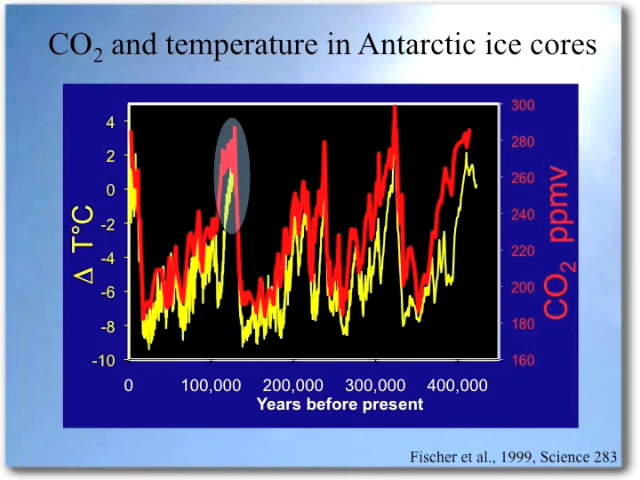 CO₂ and temperature in Antarctic ice cores
4
2
0
-2
-4
-6
-8
-10
Δ T°C
300
280
260
240
220
200
180
160
CO₂ ppmv
0 100,000 200,000 300,000 400,000
Years before present
Fischer et al., 1999, Science 283